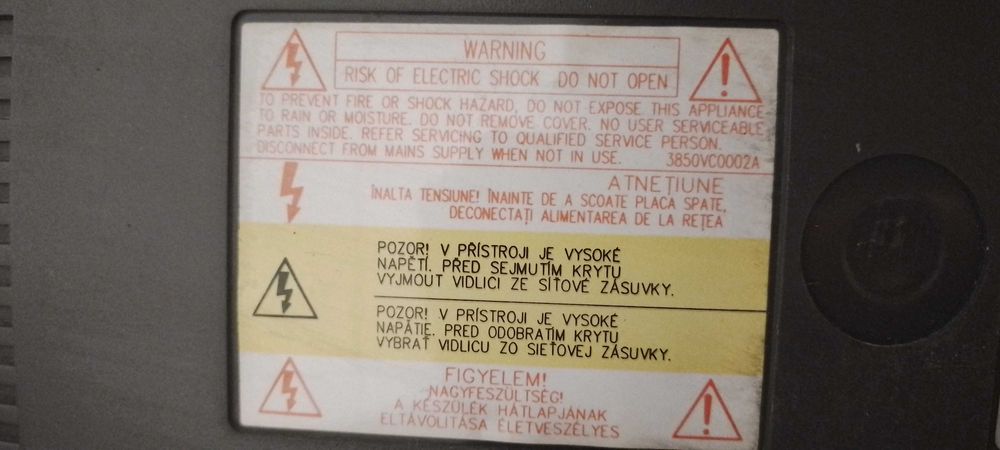 WARNING
RISK OF ELECTRIC SHOCK DO NOT OPEN
TO PREVENT FIRE OR SHOCK HAZARD, DO NOT EXPOSE THIS APPLIANCE
TO RAIN OR MOISTURE. DO NOT REMOVE COVER. NO USER SERVICEABLE
PARTS INSIDE. REFER SERVICING TO QUALIFIED SERVICE PERSON.
DISCONNECT FROM MAINS SUPPLY WHEN NOT IN USE. 3850VC0002A
ATNEȚIUNE
ÎNALTA TENSIUNE! ÎNAINTE DE A SCOATE PLACA SPATE,
DECONECTAȚI ALIMENTAREA DE LA REȚEA
POZOR! V PŘÍSTROJI JE VYSOKÉ
NAPĚTÍ. PŘED SEJMUTÍM KRYTU
VYJMOUT VIDLICI ZE SÍŤOVÉ ZÁSUVKY.
POZOR! V PRÍSTROJI JE VYSOKÉ
NAPÄTIE. PRED ODOBRATÍM KRYTU
VYBRAŤ VIDLICU ZO SIEŤOVEJ ZÁSUVKY.
FIGYELEM!
NAGYFESZÜLTSÉG!
A KÉSZÜLÉK HÁTLAPJÁNAK
ELTÁVOLITÁSA ÉLETVESZÉLYES